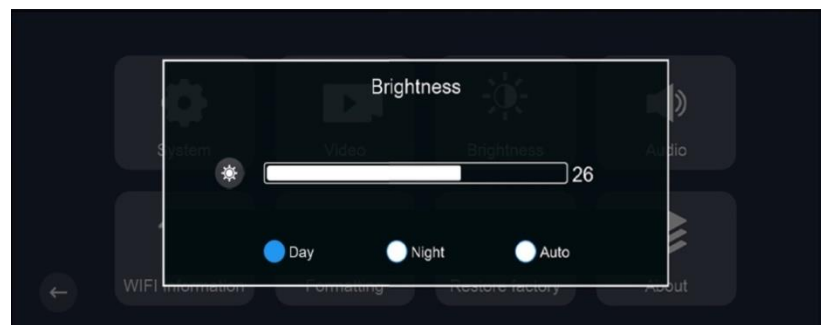 Brightness
System
Video
Brightness
Audio
26
Day
Night
Auto
WIFI Information
Formatting
Restore factory
About